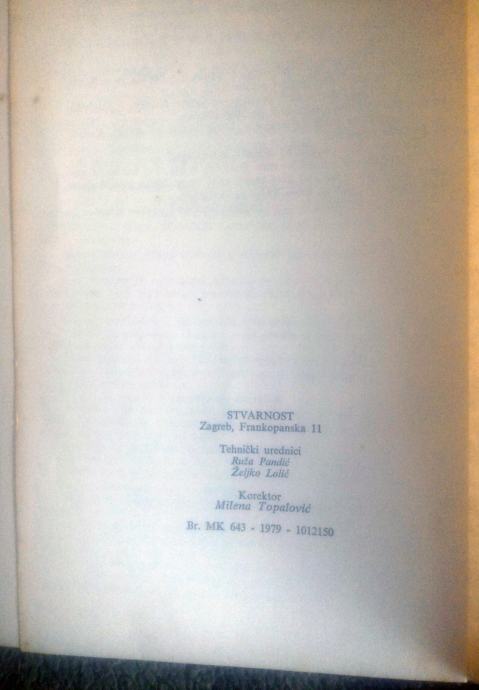 STVARNOST
Zagreb, Frankopanska 11
Tehnički urednici
Ruža Pandić
Željko Lolić
Korektor
Milena Topalović
Br. MK 643 - 1979 - 1012150